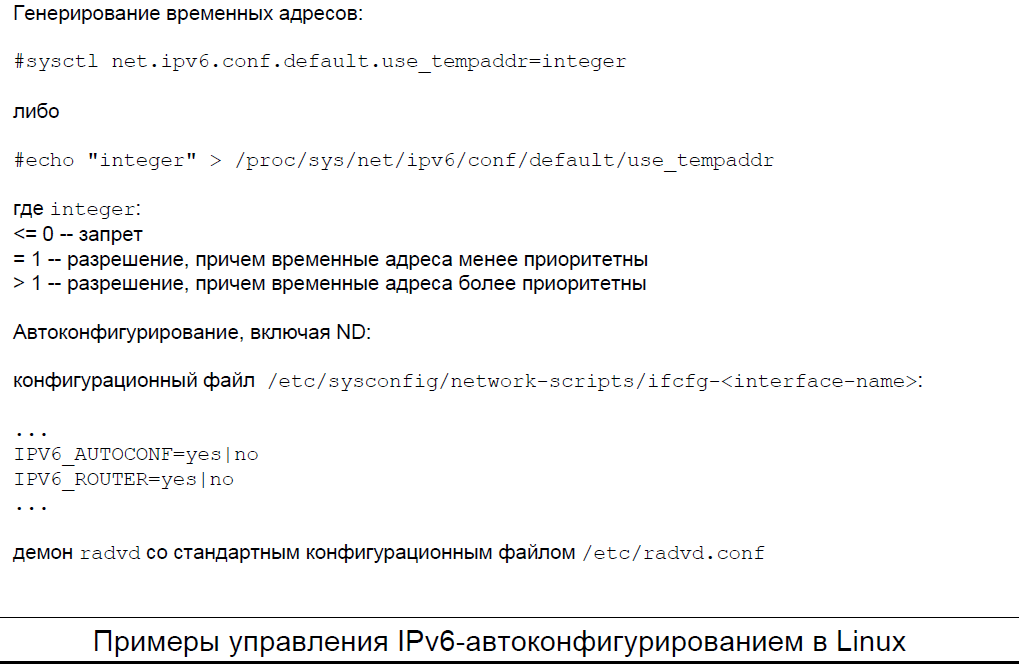 Генерирование временных адресов:
#sysctl net.ipv6.conf.default.use_tempaddr=integer
либо
#echo "integer" > /proc/sys/net/ipv6/conf/default/use_tempaddr
где integer:
<= 0 -- запрет
= 1 -- разрешение, причем временные адреса менее приоритетны
> 1 -- разрешение, причем временные адреса более приоритетны
Автоконфигурирование, включая ND:
конфигурационный файл /etc/sysconfig/network-scripts/ifcfg-<interface-name>:
...
IPV6_AUTOCONF=yes|no
IPV6_ROUTER=yes|no
...
демон radvd со стандартным конфигурационным файлом /etc/radvd.conf
Примеры управления IPv6-автоконфигурированием в Linux